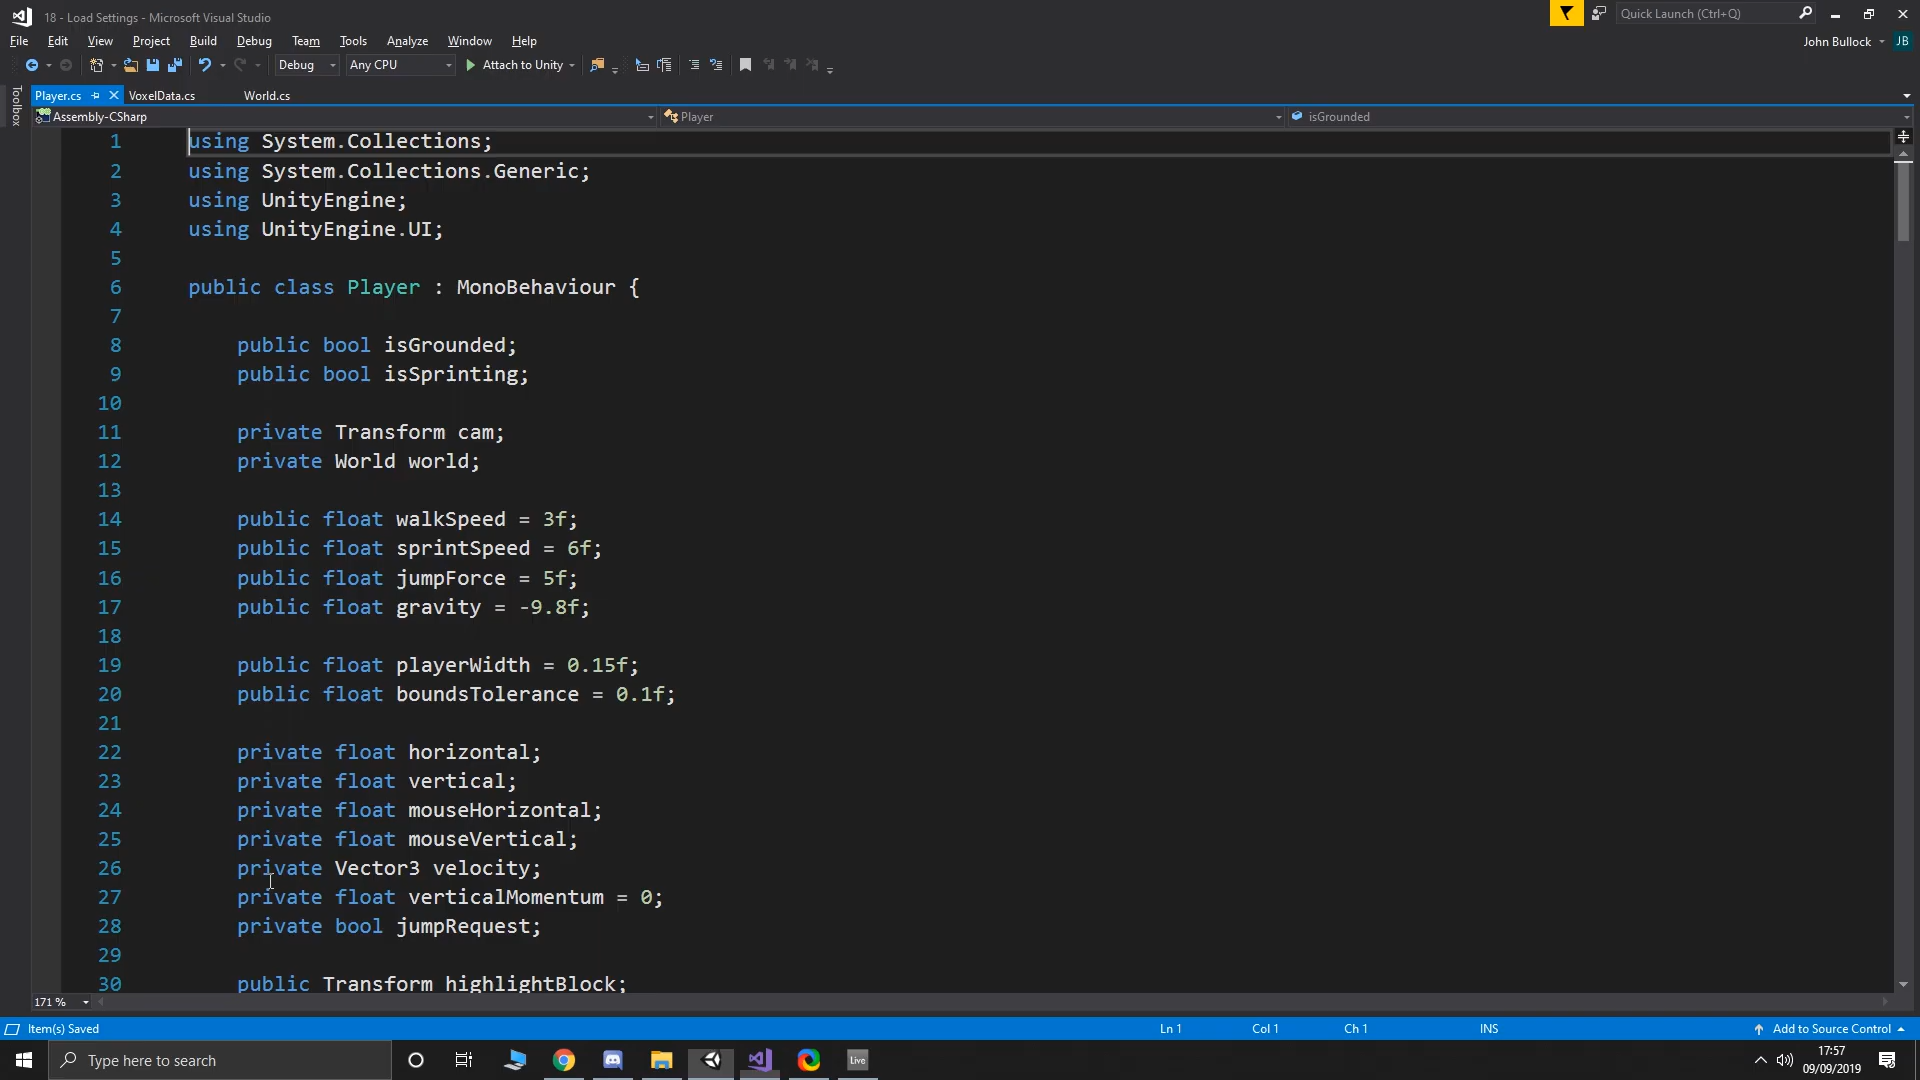 18 - Load Settings - Microsoft Visual Studio
Quick Launch (Ctrl+Q)
File Edit View Project Build Debug Team Tools Analyze Window Help
John Bullock JB
Debug Any CPU Attach to Unity
Toolbox
Player.cs VoxelData.cs World.cs
Assembly-CSharp Player isGrounded
1 using System.Collections;
2 using System.Collections.Generic;
3 using UnityEngine;
4 using UnityEngine.UI;
5
6 public class Player : MonoBehaviour {
7
8 public bool isGrounded;
9 public bool isSprinting;
10
11 private Transform cam;
12 private World world;
13
14 public float walkSpeed = 3f;
15 public float sprintSpeed = 6f;
16 public float jumpForce = 5f;
17 public float gravity = -9.8f;
18
19 public float playerWidth = 0.15f;
20 public float boundsTolerance = 0.1f;
21
22 private float horizontal;
23 private float vertical;
24 private float mouseHorizontal;
25 private float mouseVertical;
26 private Vector3 velocity;
27 private float verticalMomentum = 0;
28 private bool jumpRequest;
29
30 public Transform highlightBlock;
171 %
Item(s) Saved Ln 1 Col 1 Ch 1 INS Add to Source Control
Type here to search
Live
17:57
09/09/2019